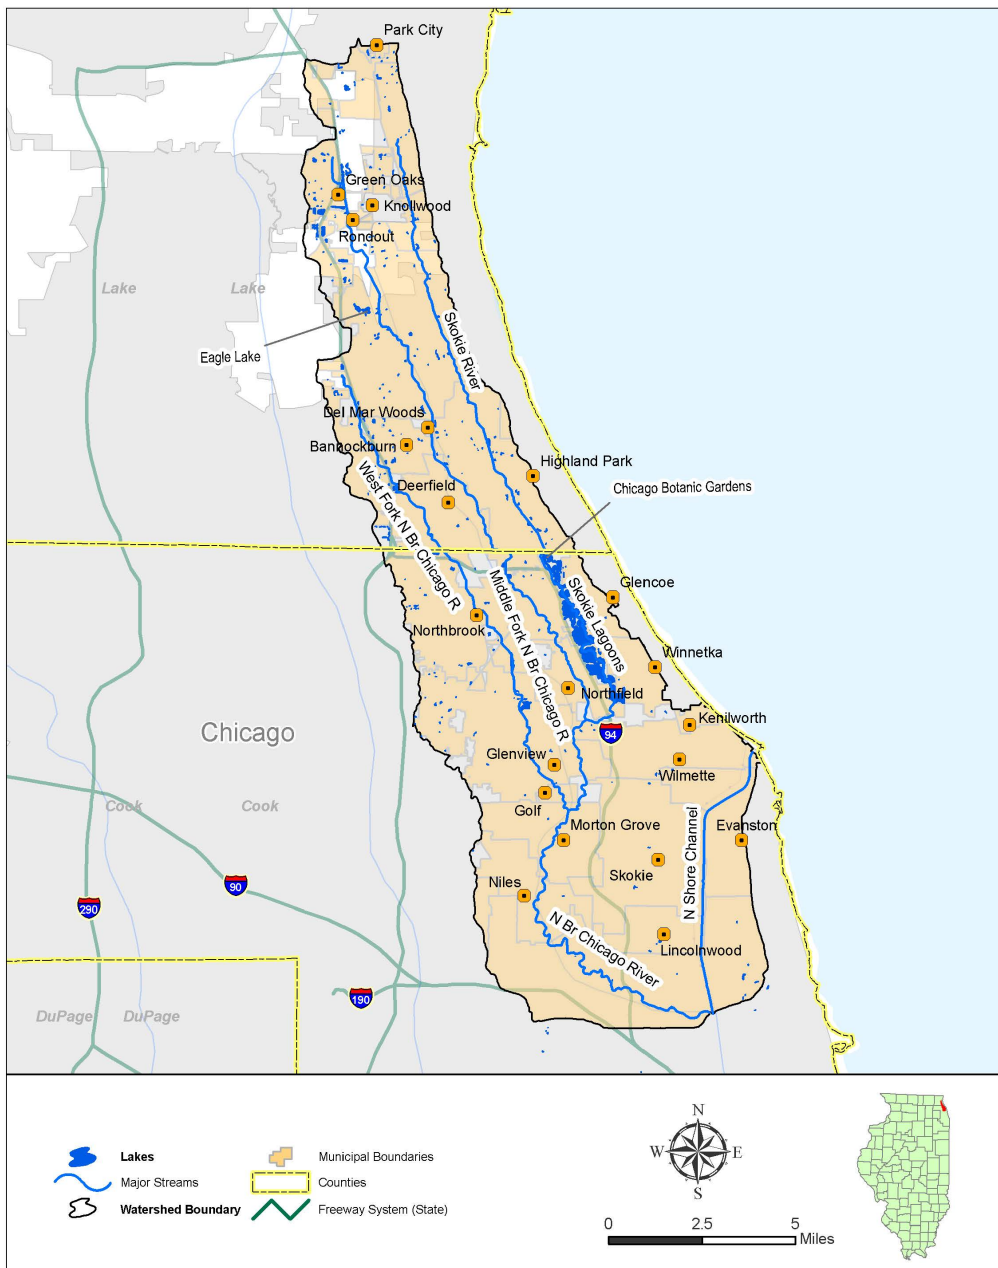 Park City
Green Oaks
Knollwood
Rondout
Lake
Lake
Skokie River
Eagle Lake
Del Mar Woods
Bannockburn
Highland Park
West Fork N Br Chicago R
Deerfield
Chicago Botanic Gardens
Middle Fork N Br Chicago R
Skokie Lagoons
Glencoe
Northbrook
Winnetka
Northfield
Kenilworth
Chicago
94
Glenview
Wilmette
Golf
Cook
Cook
N Shore Channel
Morton Grove
Evanston
Skokie
Niles
90
290
N Br Chicago River
Lincolnwood
190
DuPage
DuPage
Lakes
Major Streams
Watershed Boundary
Municipal Boundaries
Counties
Freeway System (State)
N
W
E
S
0
2.5
5
Miles